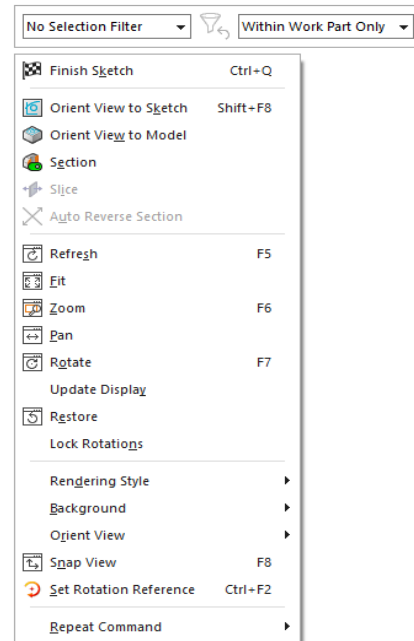 No Selection Filter Within Work Part Only
Finish Sketch Ctrl+Q
Orient View to Sketch Shift+F8
Orient View to Model
Section
Slice
Auto Reverse Section
Refresh F5
Fit
Zoom F6
Pan
Rotate F7
Update Display
Restore
Lock Rotations
Rendering Style
Background
Orient View
Snap View F8
Set Rotation Reference Ctrl+F2
Repeat Command